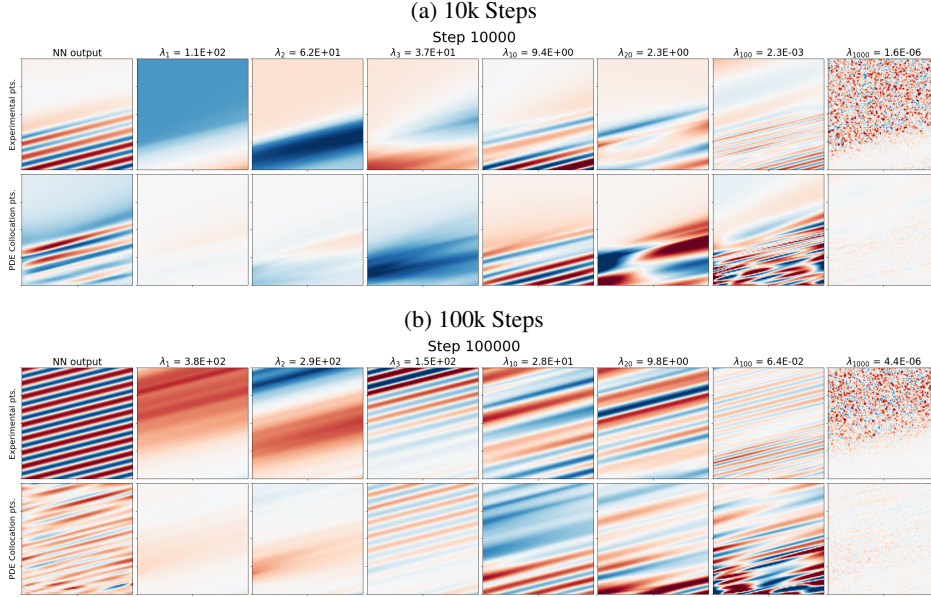 (a) 10k Steps
Step 10000
NN output λ₁ = 1.1E+02 λ₂ = 6.2E+01 λ₃ = 3.7E+01 λ₁₀ = 9.4E+00 λ₂₀ = 2.3E+00 λ₁₀₀ = 2.3E-03 λ₁₀₀₀ = 1.6E-06
Experimental pts.
PDE Collocation pts.
(b) 100k Steps
Step 100000
NN output λ₁ = 3.8E+02 λ₂ = 2.9E+02 λ₃ = 1.5E+02 λ₁₀ = 2.8E+01 λ₂₀ = 9.8E+00 λ₁₀₀ = 6.4E-02 λ₁₀₀₀ = 4.4E-06
Experimental pts.
PDE Collocation pts.